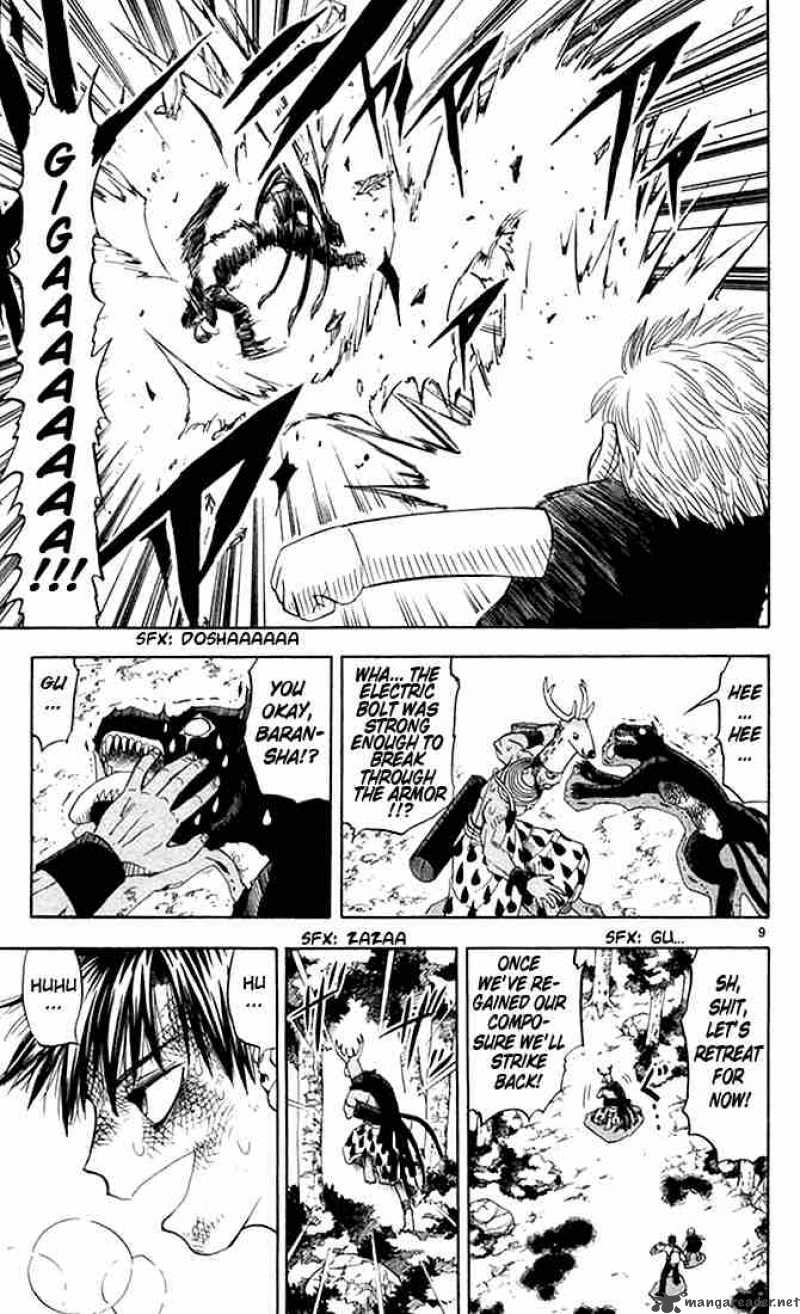 GIGAAAAAAAAA!!!
SFX: DOSHAAAAAA
HEE
...
HEE
...
WHA... THE
ELECTRIC
BOLT WAS
STRONG
ENOUGH TO
BREAK
THROUGH
THE ARMOR
!!?
YOU
OKAY,
BARAN-
SHA!?
GU
...
9
SFX: GU...
SH,
SHIT,
LET'S
RETREAT
FOR
NOW!
ONCE
WE'VE RE-
GAINED OUR
COMPO-
SURE WE'LL
STRIKE
BACK!
SFX: ZAZAA
HU
...
HUHU
...
mangareader.net